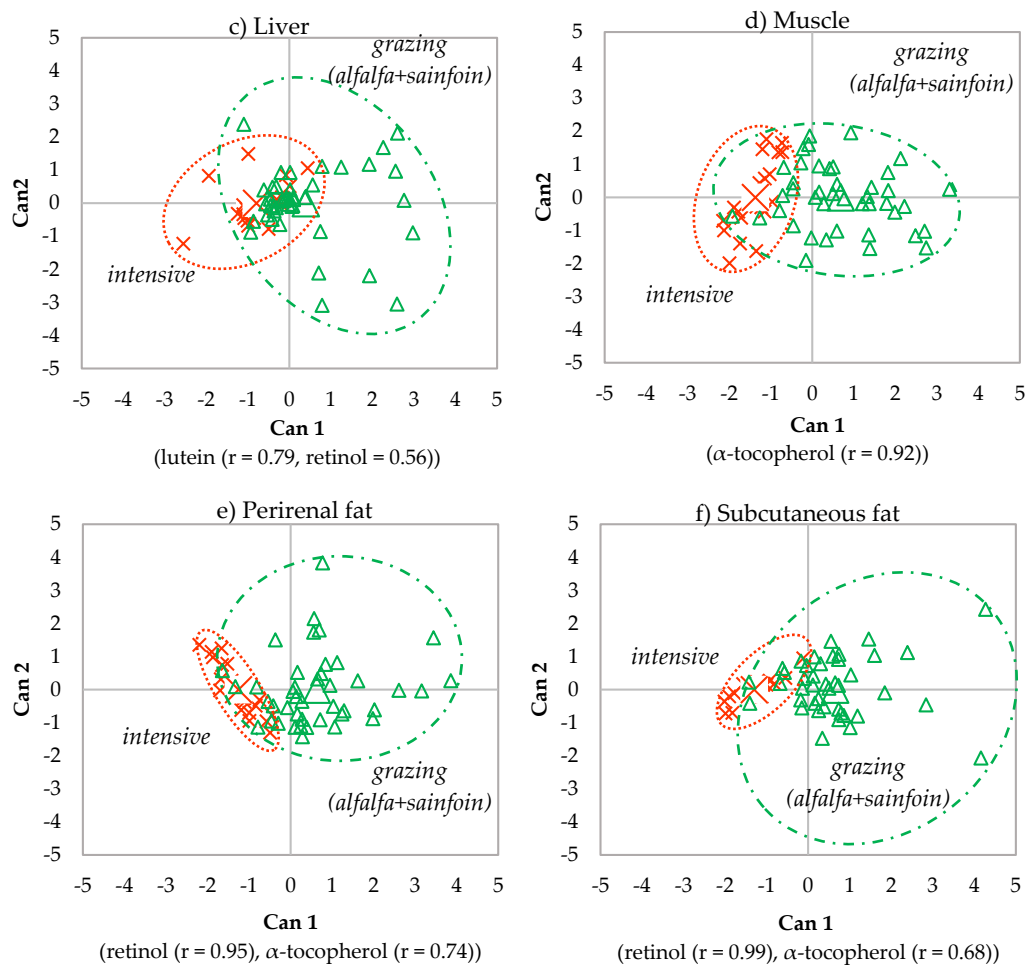 c) Liver
grazing
(alfalfa+sainfoin)
intensive
Can2
5
4
3
2
1
0
-1
-2
-3
-4
-5
-5 -4 -3 -2 -1 0 1 2 3 4 5
Can 1
(lutein (r = 0.79, retinol = 0.56))
d) Muscle
grazing
(alfalfa+sainfoin)
intensive
Can2
5
4
3
2
1
0
-1
-2
-3
-4
-5
-5 -4 -3 -2 -1 0 1 2 3 4 5
Can 1
(α-tocopherol (r = 0.92))
e) Perirenal fat
intensive
grazing
(alfalfa+sainfoin)
Can 2
5
4
3
2
1
0
-1
-2
-3
-4
-5
-5 -4 -3 -2 -1 0 1 2 3 4 5
Can 1
(retinol (r = 0.95), α-tocopherol (r = 0.74))
f) Subcutaneous fat
intensive
grazing
(alfalfa+sainfoin)
Can 2
5
4
3
2
1
0
-1
-2
-3
-4
-5
-5 -4 -3 -2 -1 0 1 2 3 4 5
Can 1
(retinol (r = 0.99), α-tocopherol (r = 0.68))